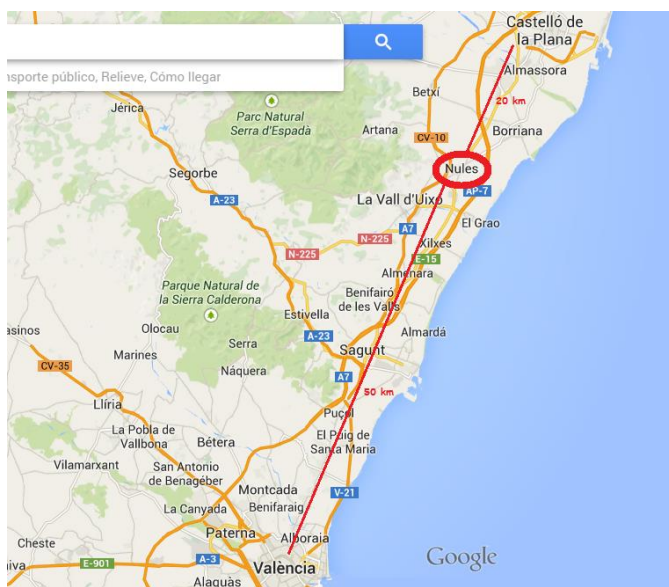 Castelló de
la Plana
nsporte público, Relieve, Cómo llegar
Almassora
Betxí
20 km
Jérica
Parc Natural
Serra d'Espadà
Artana
CV-10
Borriana
Segorbe
Nules
A-23
La Vall d'Uixó
AP-7
A7
El Grao
N-225
N-225
Xilxes
E-15
Almenara
Parque Natural de
la Sierra Calderona
Benifairó
de les Valls
Estivella
asinos
Olocau
Serra
A-23
Almardá
Marines
Sagunt
CV-35
Náquera
A7
50 km
Llíria
Puçol
La Pobla de
Vallbona
Bétera
El Puig de
Santa Maria
Vilamarxant
San Antonio
de Benagéber
Montcada
V-21
La Canyada
Benifaraig
Paterna
Alboraia
Cheste
Google
iva
E-901
A-3
València
Alaquàs